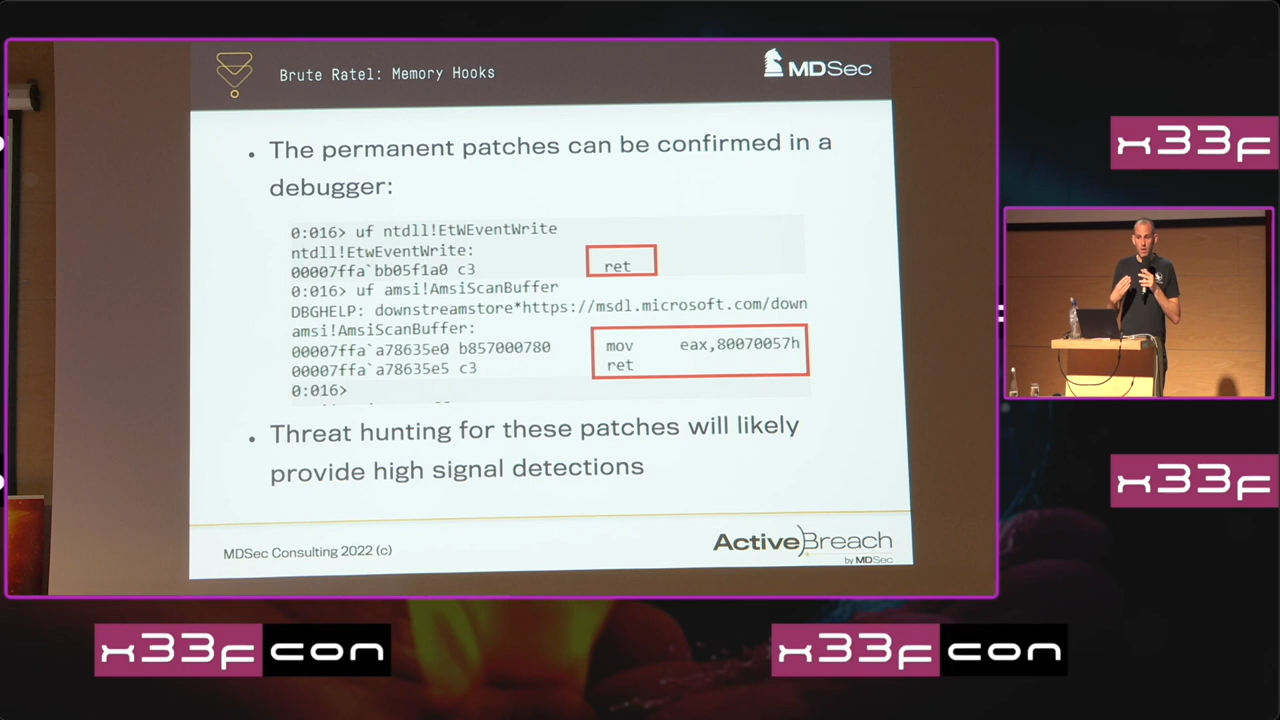 Brute Ratel: Memory Hooks
MDSec
• The permanent patches can be confirmed in a
debugger:
0:016> uf ntdll!EtWEventWrite
ntdll!EtwEventWrite:
00007ffa`bb05f1a0 c3 ret
0:016> uf amsi!AmsiScanBuffer
DBGHELP: downstreamstore*https://msdl.microsoft.com/down
amsi!AmsiScanBuffer:
00007ffa`a78635e0 b857000780 mov eax,80070057h
00007ffa`a78635e5 c3 ret
0:016>
• Threat hunting for these patches will likely
provide high signal detections
MDSec Consulting 2022 (c)
ActiveBreach
by MDSec
x33f
x33f
x33fcon
x33fcon